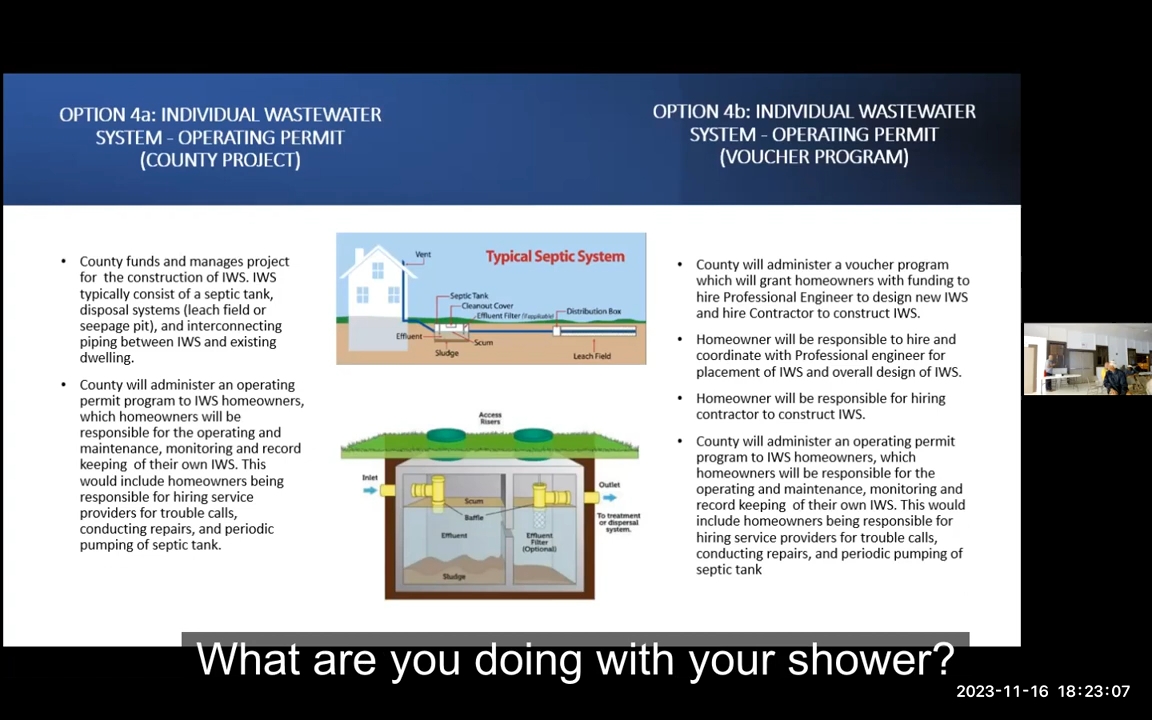 OPTION 4a: INDIVIDUAL WASTEWATER
SYSTEM - OPERATING PERMIT
(COUNTY PROJECT)
OPTION 4b: INDIVIDUAL WASTEWATER
SYSTEM - OPERATING PERMIT
(VOUCHER PROGRAM)
• County funds and manages project
for the construction of IWS. IWS
typically consist of a septic tank,
disposal systems (leach field or
seepage pit), and interconnecting
piping between IWS and existing
dwelling.
• County will administer an operating
permit program to IWS homeowners,
which homeowners will be
responsible for the operating and
maintenance, monitoring and record
keeping of their own IWS. This
would include homeowners being
responsible for hiring service
providers for trouble calls,
conducting repairs, and periodic
pumping of septic tank.
Typical Septic System
Vent
Septic Tank
Cleanout Cover
Effluent Filter (if applicable)
Distribution Box
Effluent
Scum
Sludge
Leach Field
Access
Risers
Inlet
Outlet
Scum
Baffle
To treatment
or dispersal
system.
Effluent
Effluent
Filter
(Optional)
Sludge
• County will administer a voucher program
which will grant homeowners with funding to
hire Professional Engineer to design new IWS
and hire Contractor to construct IWS.
• Homeowner will be responsible to hire and
coordinate with Professional engineer for
placement of IWS and overall design of IWS.
• Homeowner will be responsible for hiring
contractor to construct IWS.
• County will administer an operating permit
program to IWS homeowners, which
homeowners will be responsible for the
operating and maintenance, monitoring and
record keeping of their own IWS. This would
include homeowners being responsible for
hiring service providers for trouble calls,
conducting repairs, and periodic pumping of
septic tank
What are you doing with your shower?
2023-11-16 18:23:07